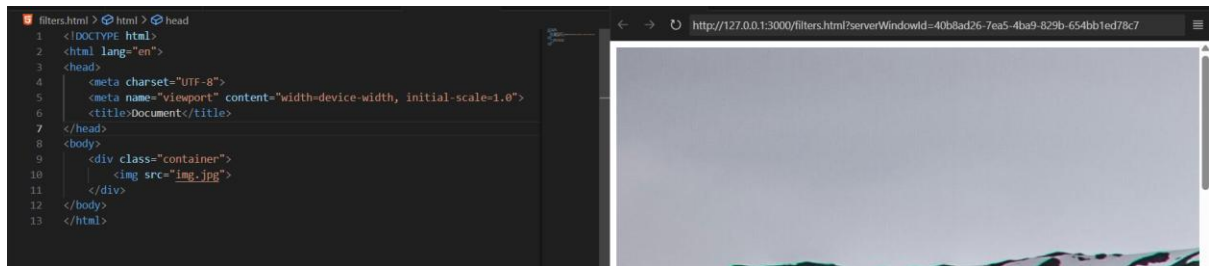 filters.html > html > head
1 <!DOCTYPE html>
2 <html lang="en">
3 <head>
4 <meta charset="UTF-8">
5 <meta name="viewport" content="width=device-width, initial-scale=1.0">
6 <title>Document</title>
7 </head>
8 <body>
9 <div class="container">
10 <img src="img.jpg">
11 </div>
12 </body>
13 </html>
http://127.0.0.1:3000/filters.html?serverWindowId=40b8ad26-7ea5-4ba9-829b-654bb1ed78c7